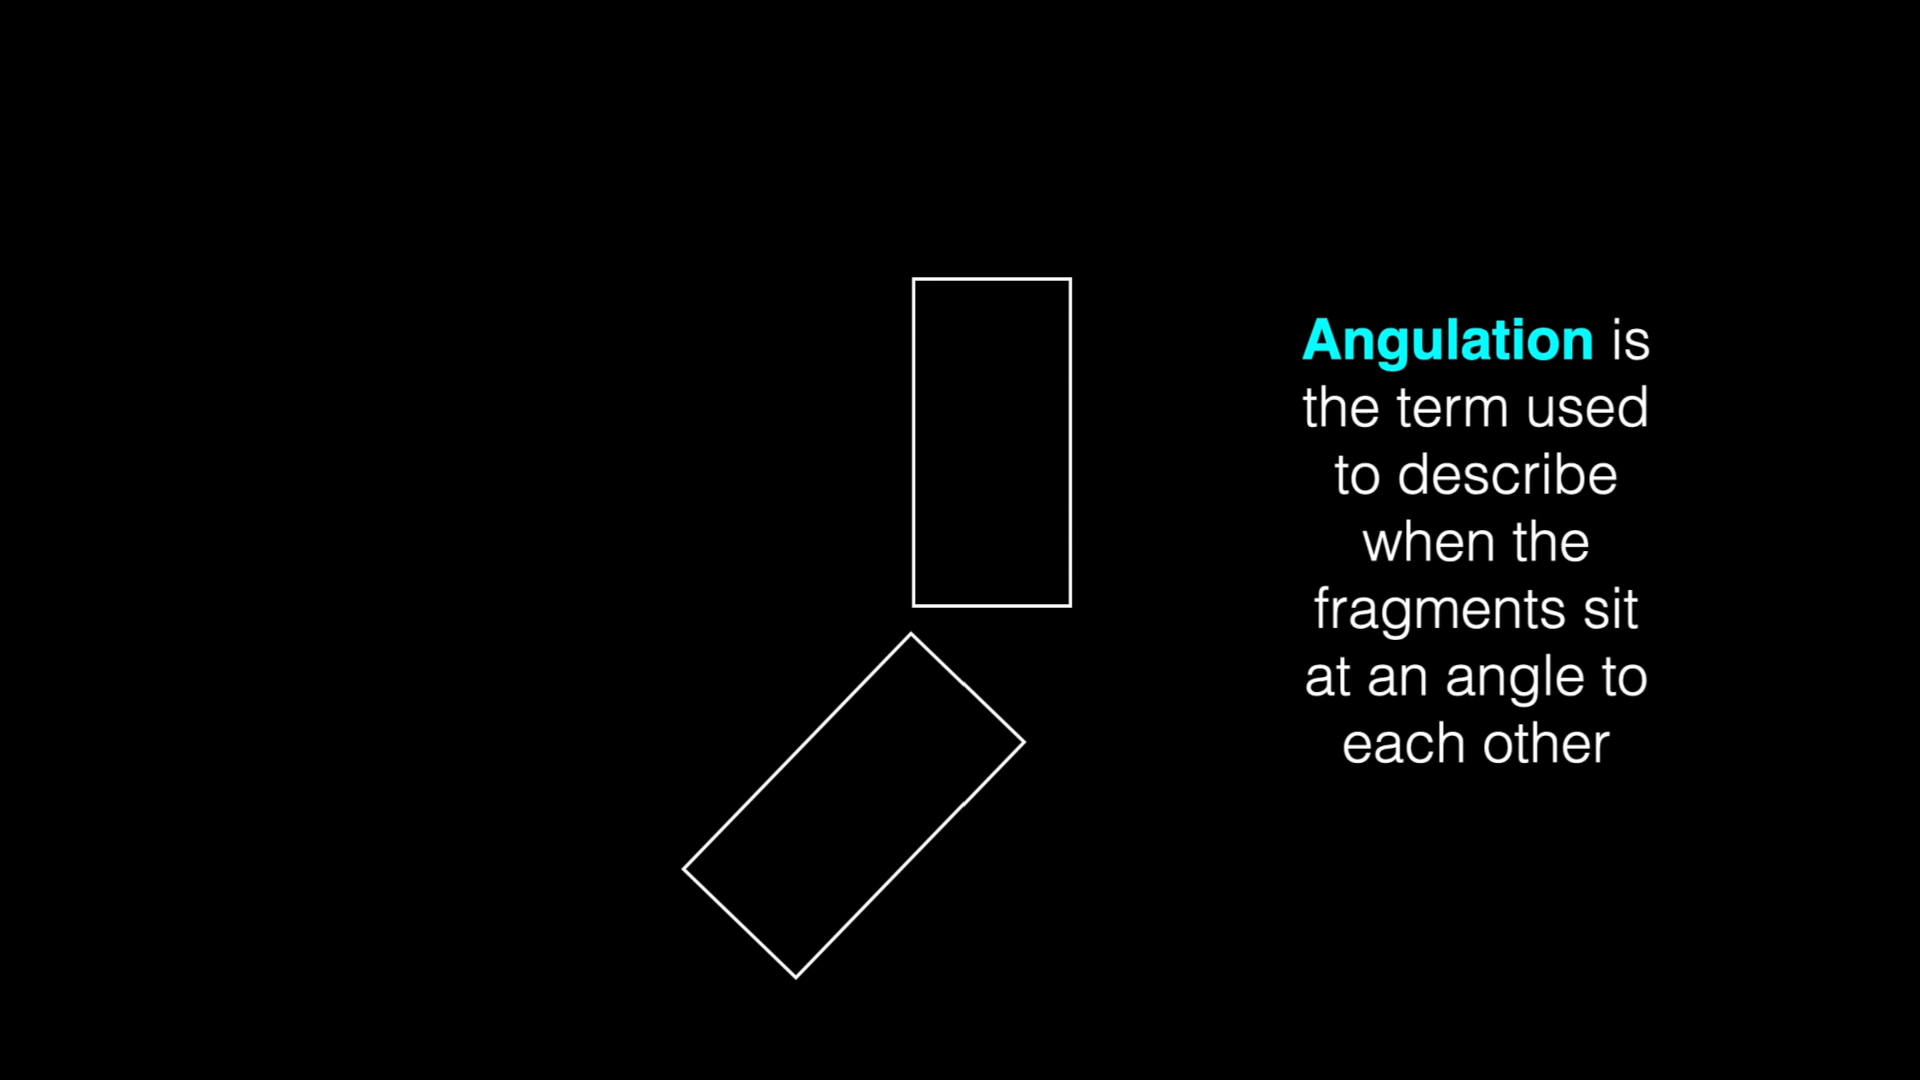 Angulation is
the term used
to describe
when the
fragments sit
at an angle to
each other